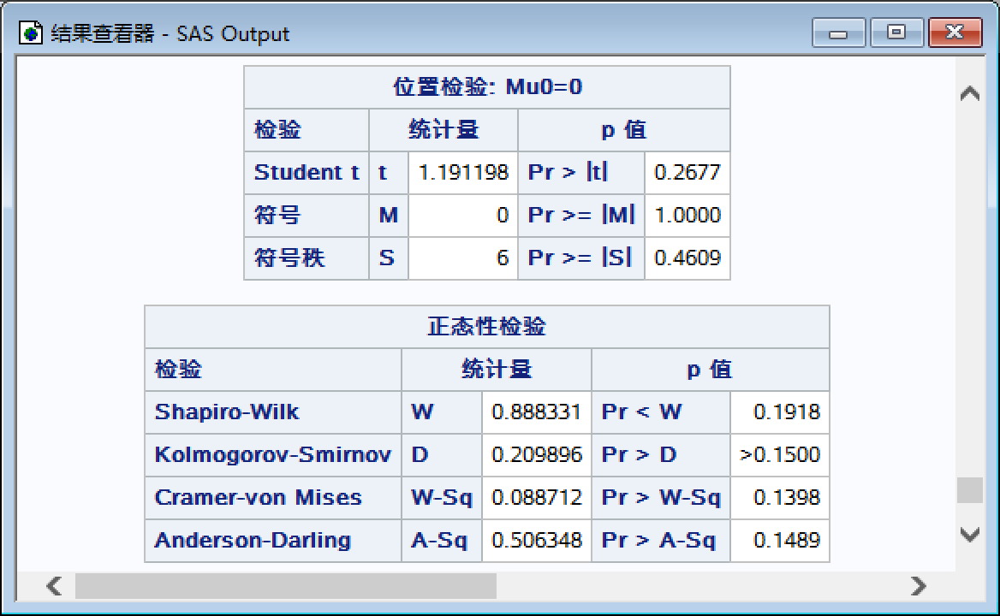 结果查看器 - SAS Output
位置检验: Mu0=0
检验 统计量 p 值
Student t t 1.191198 Pr > |t| 0.2677
符号 M 0 Pr >= |M| 1.0000
符号秩 S 6 Pr >= |S| 0.4609
正态性检验
检验 统计量 p 值
Shapiro-Wilk W 0.888331 Pr < W 0.1918
Kolmogorov-Smirnov D 0.209896 Pr > D >0.1500
Cramer-von Mises W-Sq 0.088712 Pr > W-Sq 0.1398
Anderson-Darling A-Sq 0.506348 Pr > A-Sq 0.1489